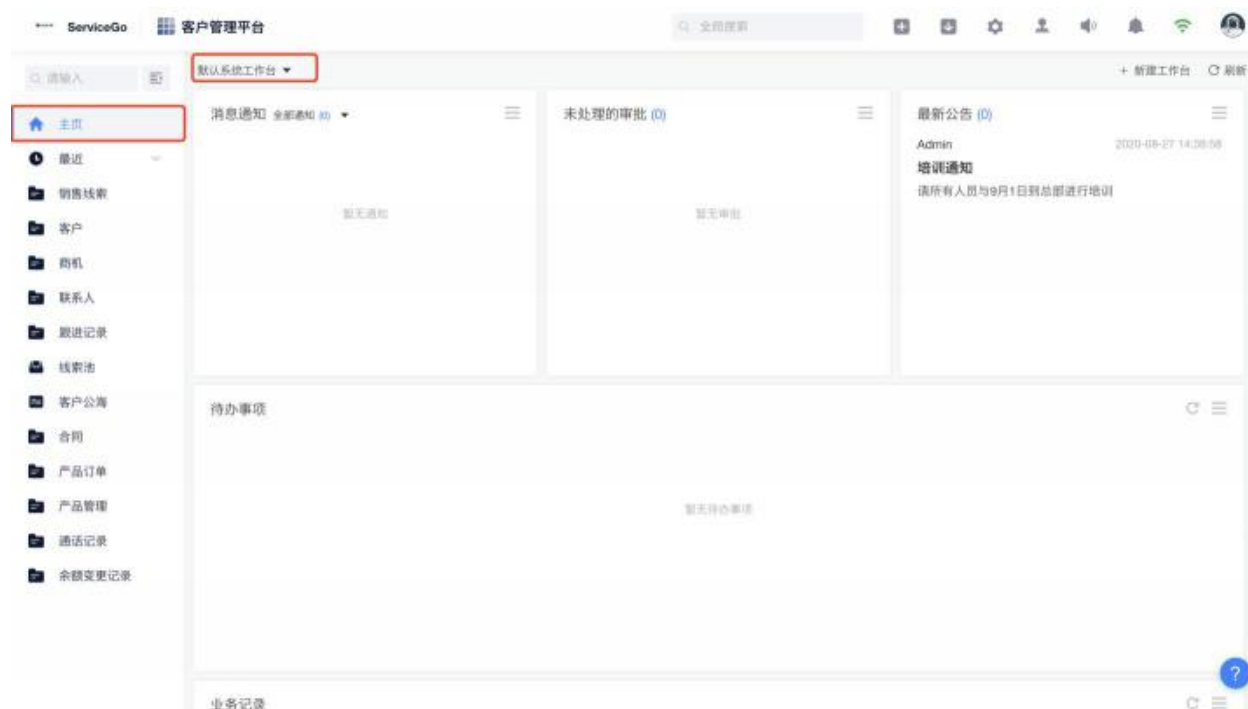 ServiceGo 客户管理平台 全局搜索
请输入 默认系统工作台 + 新建工作台 刷新
主页
最近
销售线索
客户
商机
联系人
跟进记录
线索池
客户公海
合同
产品订单
产品管理
通话记录
余额变更记录
消息通知 全部通知 (0)
暂无通知
未处理的审批 (0)
暂无审批
最新公告 (0)
Admin 2020-08-27 14:38:58
培训通知
请所有人员与9月1日到总部进行培训
待办事项
暂无待办事项
业务记录
?